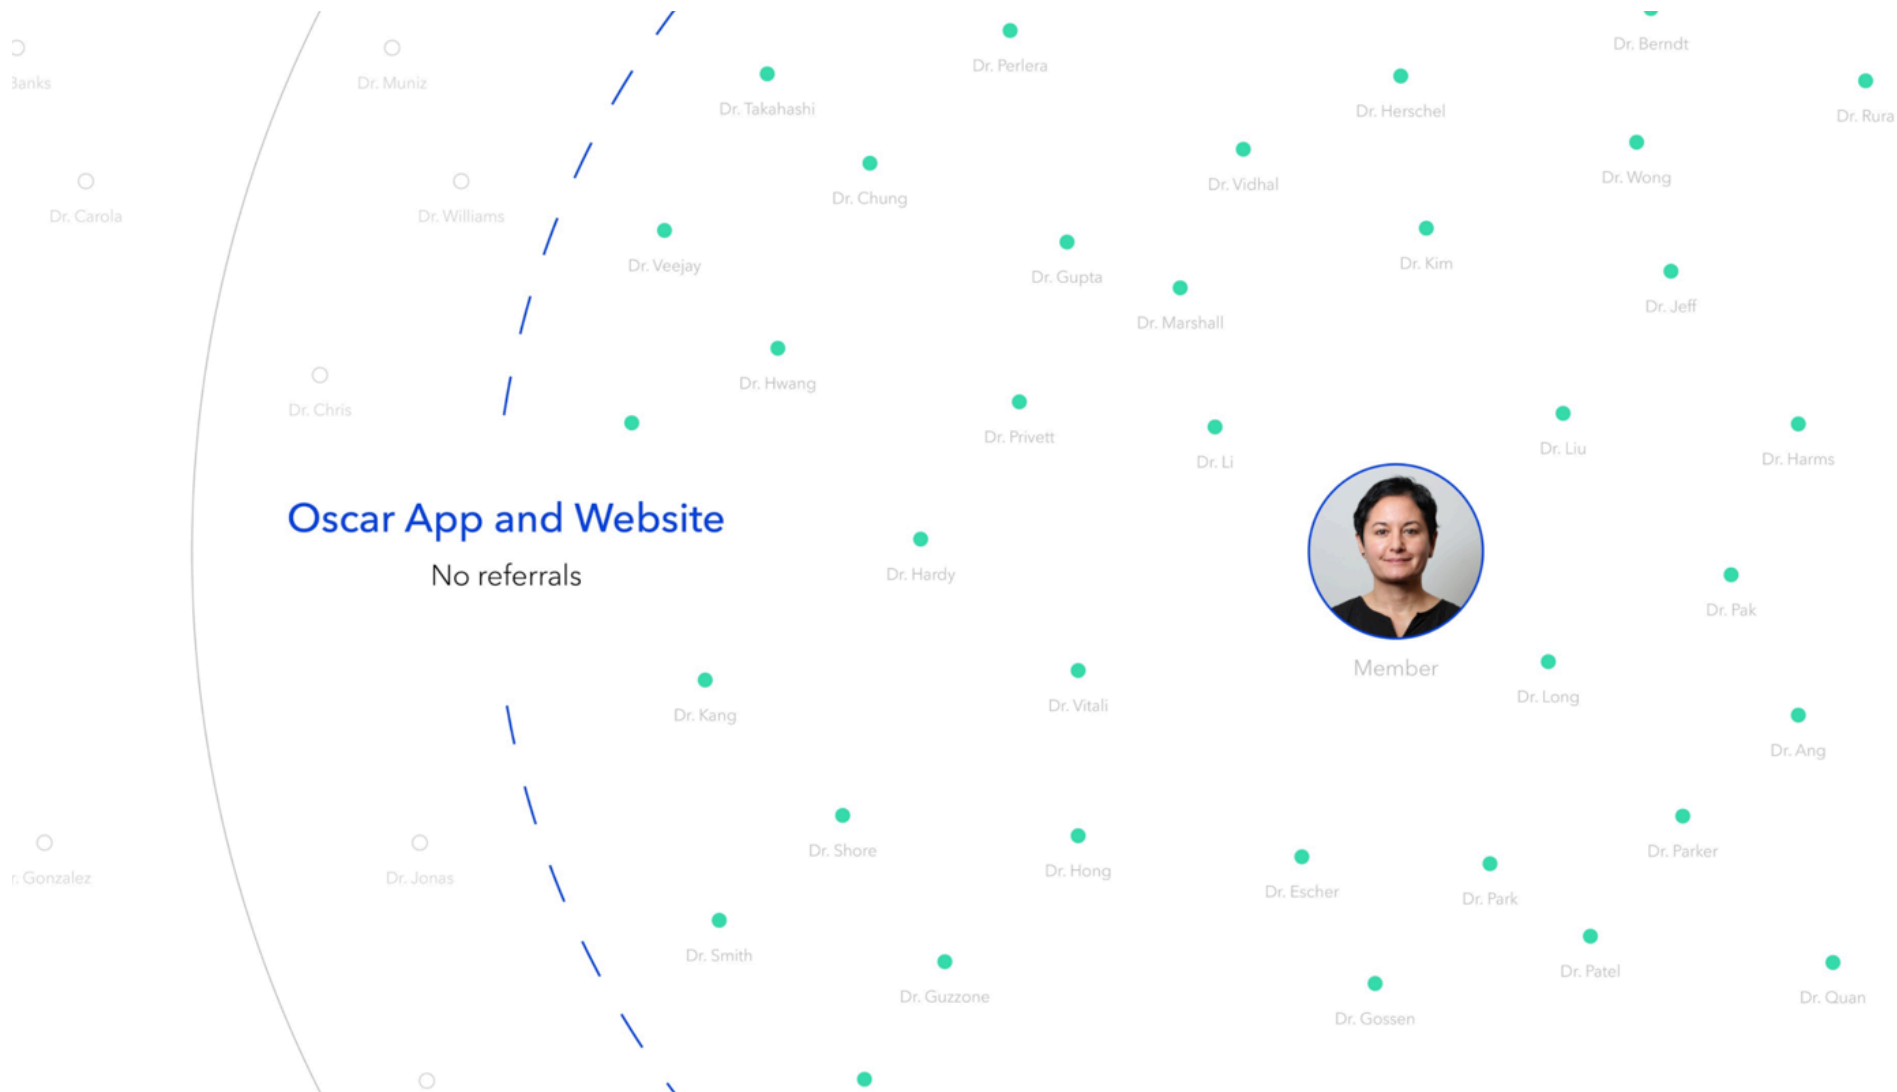 Dr. Berndt
Dr. Perlera
Banks
Dr. Muniz
Dr. Takahashi
Dr. Herschel
Dr. Rura
Dr. Wong
Dr. Vidhal
Dr. Chung
Dr. Carola
Dr. Williams
Dr. Veejay
Dr. Kim
Dr. Gupta
Dr. Jeff
Dr. Marshall
Dr. Hwang
Dr. Chris
Dr. Privett
Dr. Liu
Dr. Harms
Dr. Li
Oscar App and Website
No referrals
Dr. Hardy
Dr. Pak
Member
Dr. Long
Dr. Vitali
Dr. Kang
Dr. Ang
Dr. Shore
Dr. Parker
Dr. Hong
r. Gonzalez
Dr. Jonas
Dr. Escher
Dr. Park
Dr. Smith
Dr. Patel
Dr. Guzzone
Dr. Quan
Dr. Gossen